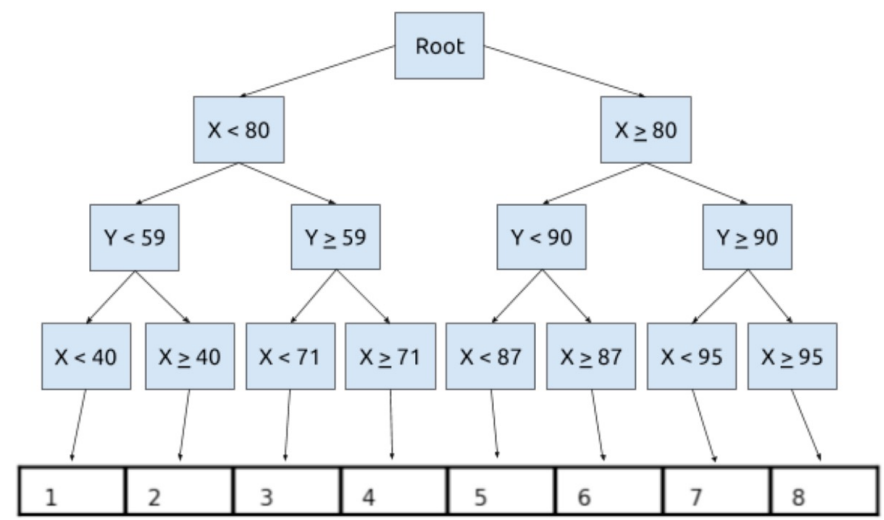 Root
X < 80 X ≥ 80
Y < 59 Y ≥ 59 Y < 90 Y ≥ 90
X < 40 X ≥ 40 X < 71 X ≥ 71 X < 87 X ≥ 87 X < 95 X ≥ 95
1 2 3 4 5 6 7 8